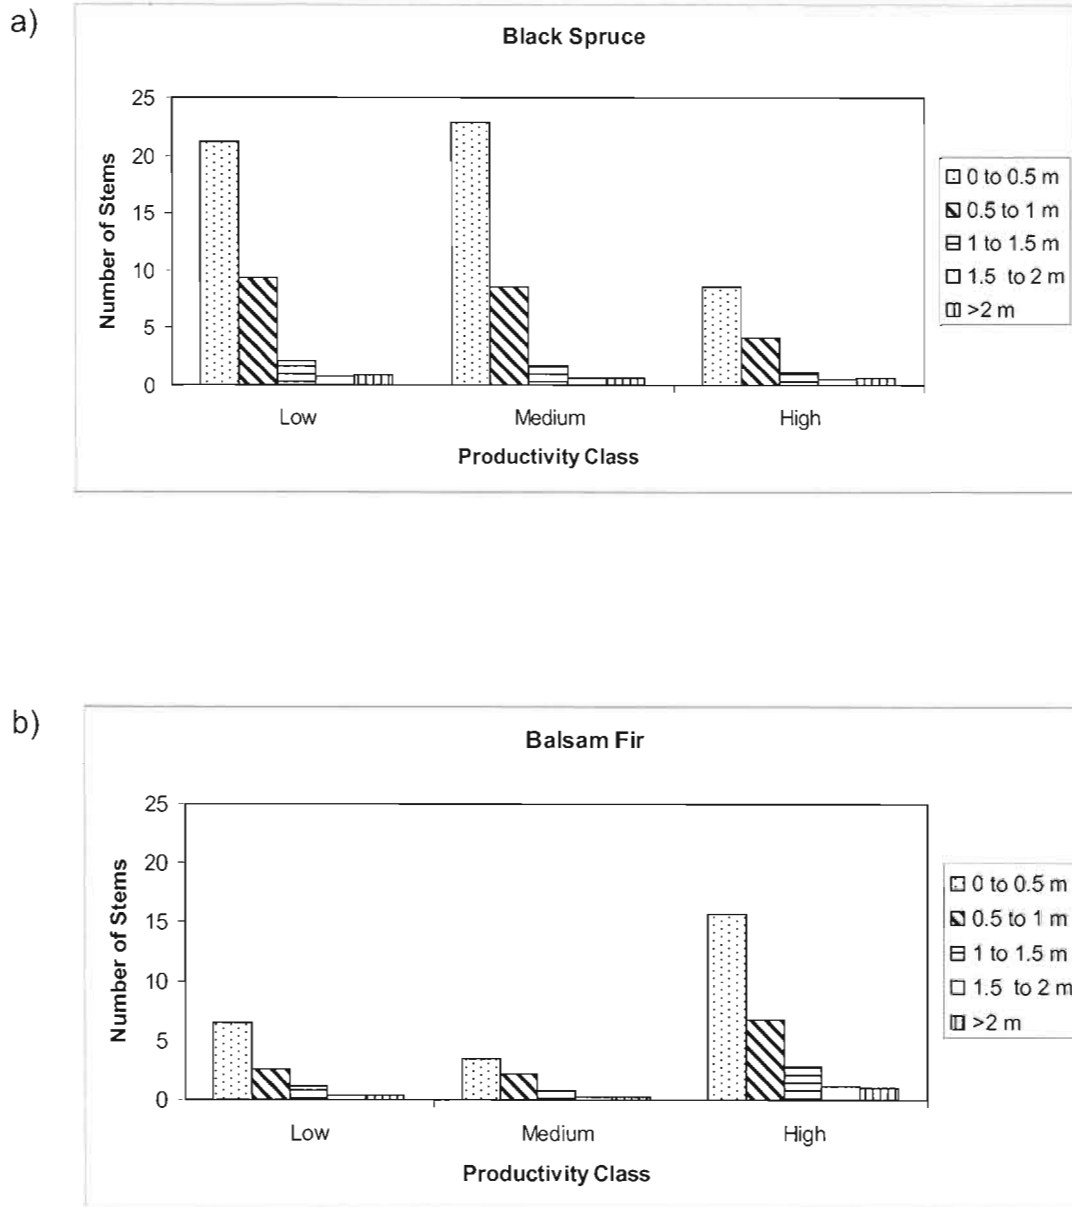 a)
Black Spruce
25
20
15
10
5
0
Number of Stems
Low
Medium
High
Productivity Class
0 to 0.5 m
0.5 to 1 m
1 to 1.5 m
1.5 to 2 m
>2 m
b)
Balsam Fir
25
20
15
10
5
0
Number of Stems
Low
Medium
High
Productivity Class
0 to 0.5 m
0.5 to 1 m
1 to 1.5 m
1.5 to 2 m
>2 m